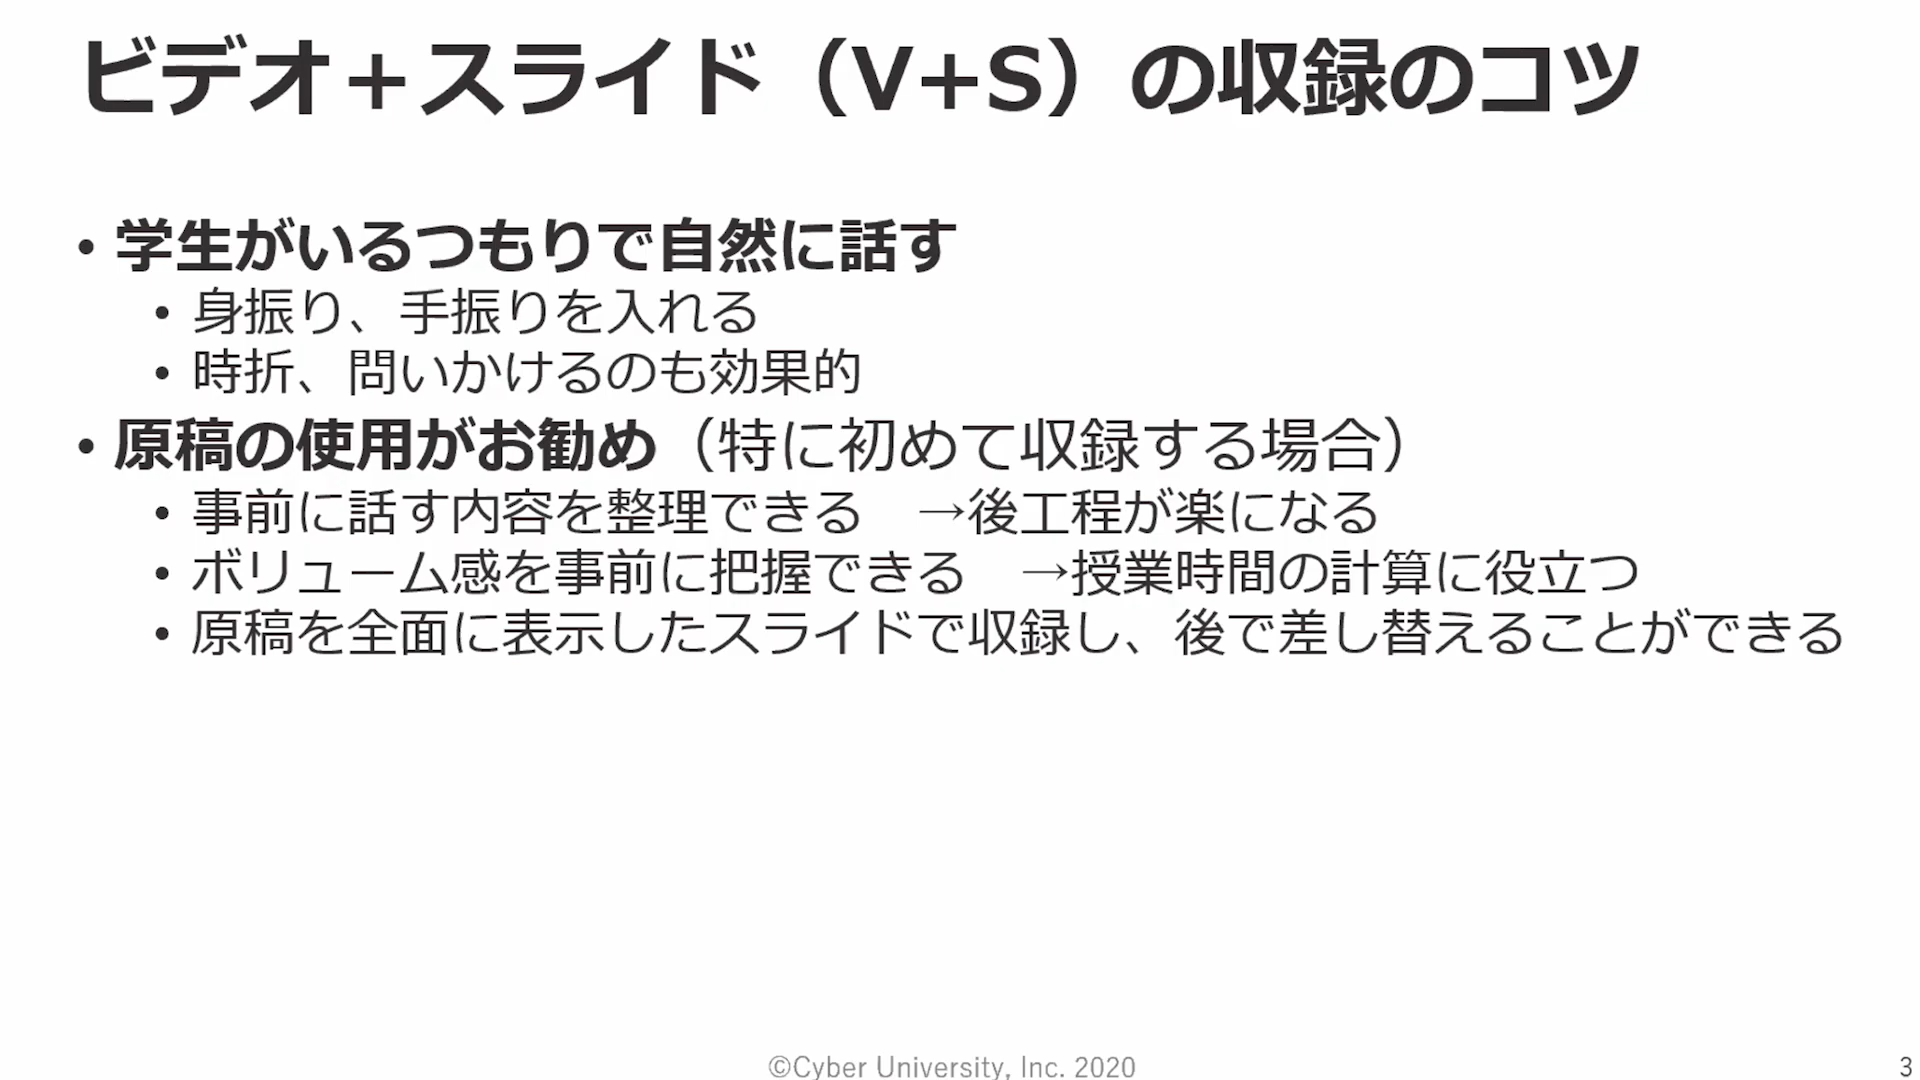 ビデオ＋スライド（V+S）の収録のコツ
• 学生がいるつもりで自然に話す
• 身振り、手振りを入れる
• 時折、問いかけるのも効果的
• 原稿の使用がお勧め（特に初めて収録する場合）
• 事前に話す内容を整理できる　→後工程が楽になる
• ボリューム感を事前に把握できる　→授業時間の計算に役立つ
• 原稿を全面に表示したスライドで収録し、後で差し替えることができる
©Cyber University, Inc. 2020
3